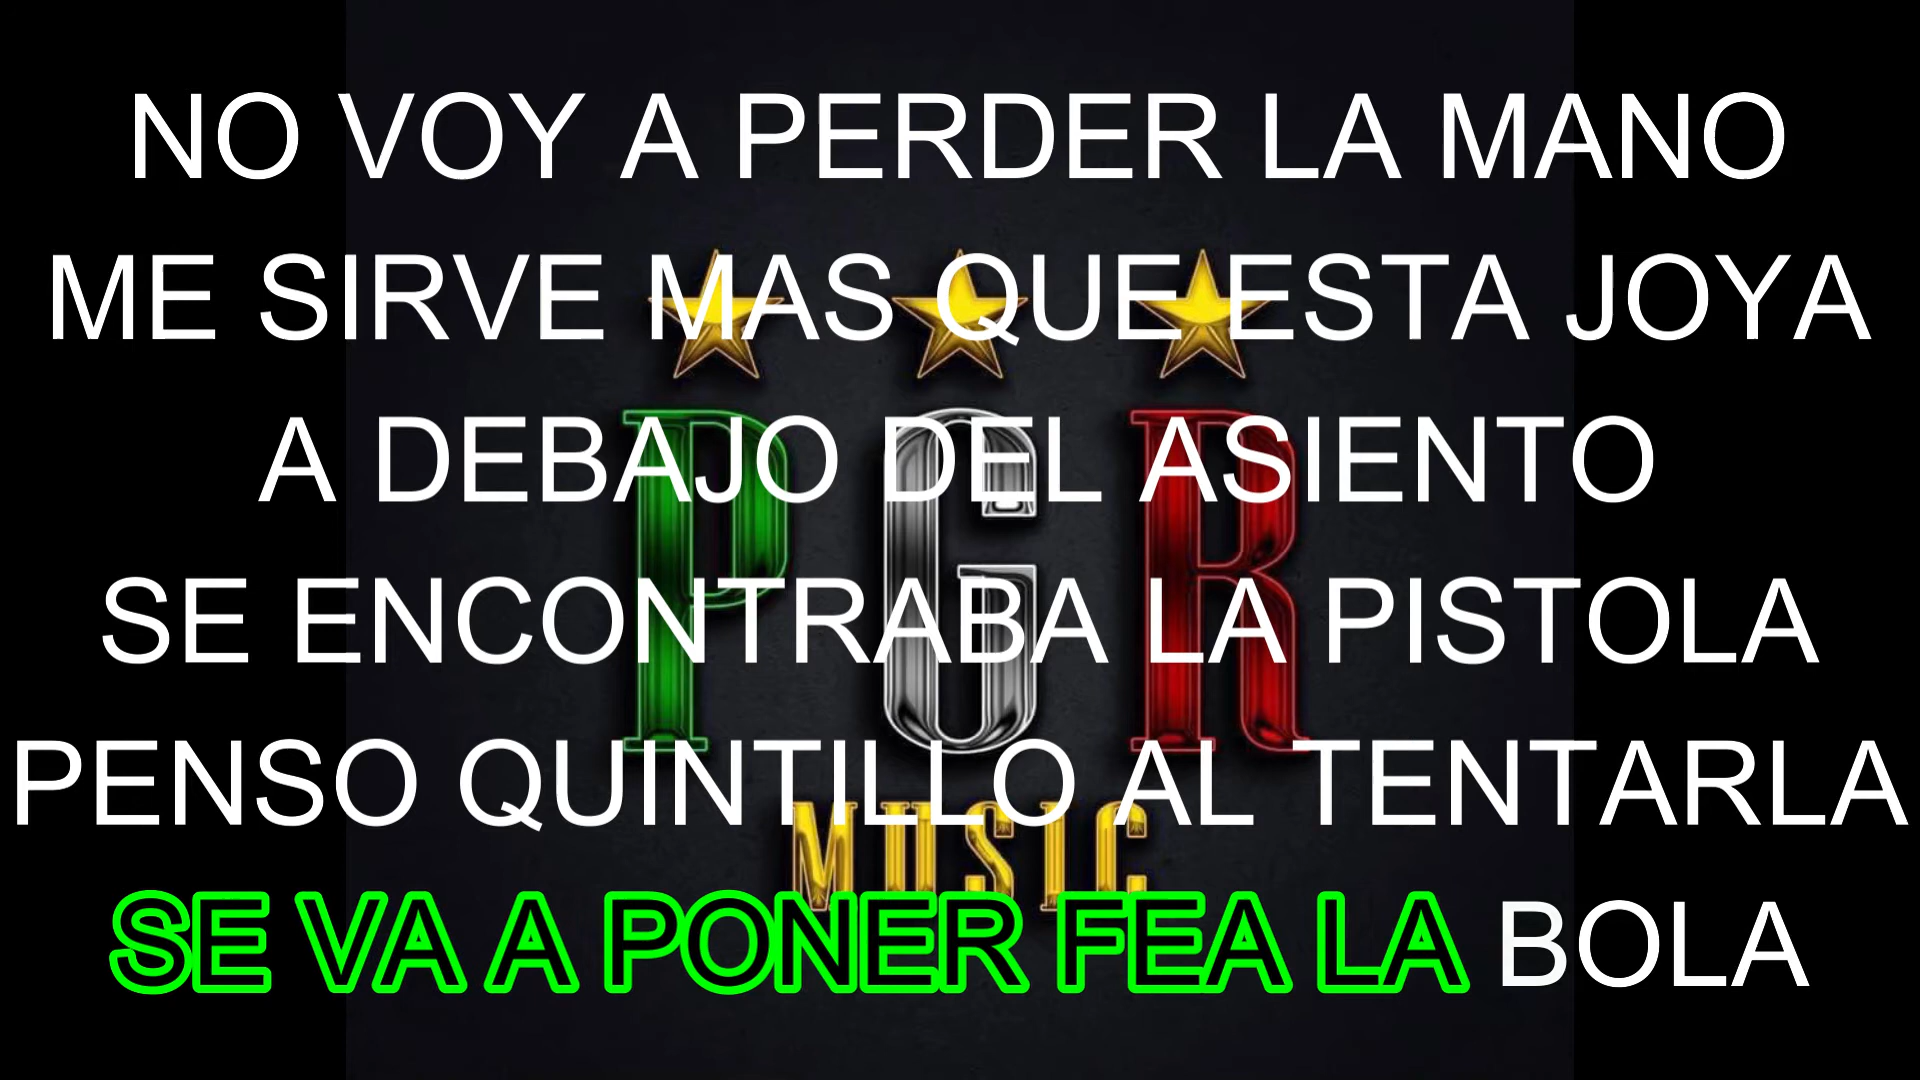 NO VOY A PERDER LA MANO
ME SIRVE MAS QUE ESTA JOYA
A DEBAJO DEL ASIENTO
SE ENCONTRABA LA PISTOLA
PENSO QUINTILLO AL TENTARLA
SE VA A PONER FEA LA BOLA
PGR
MUSIC